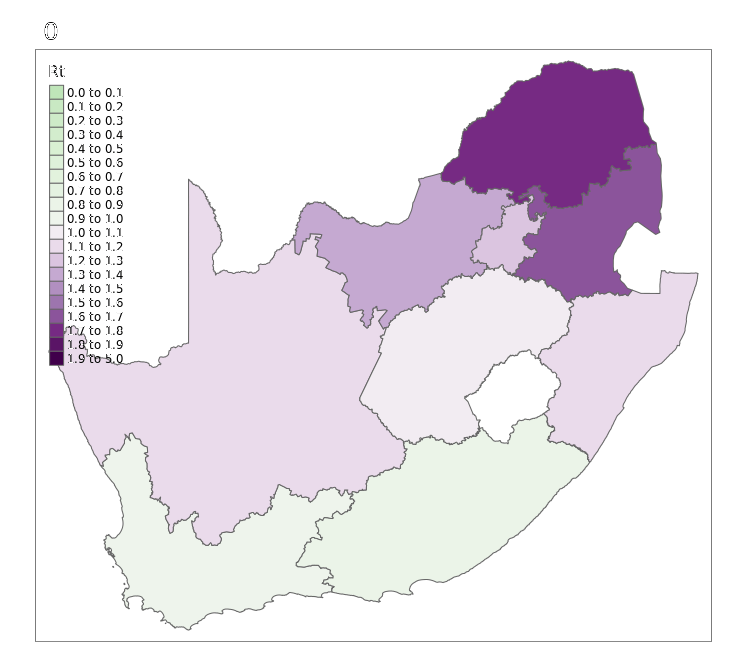 0
Rt
0.0 to 0.1
0.1 to 0.2
0.2 to 0.3
0.3 to 0.4
0.4 to 0.5
0.5 to 0.6
0.6 to 0.7
0.7 to 0.8
0.8 to 0.9
0.9 to 1.0
1.0 to 1.1
1.1 to 1.2
1.2 to 1.3
1.3 to 1.4
1.4 to 1.5
1.5 to 1.6
1.6 to 1.7
1.7 to 1.8
1.8 to 1.9
1.9 to 5.0